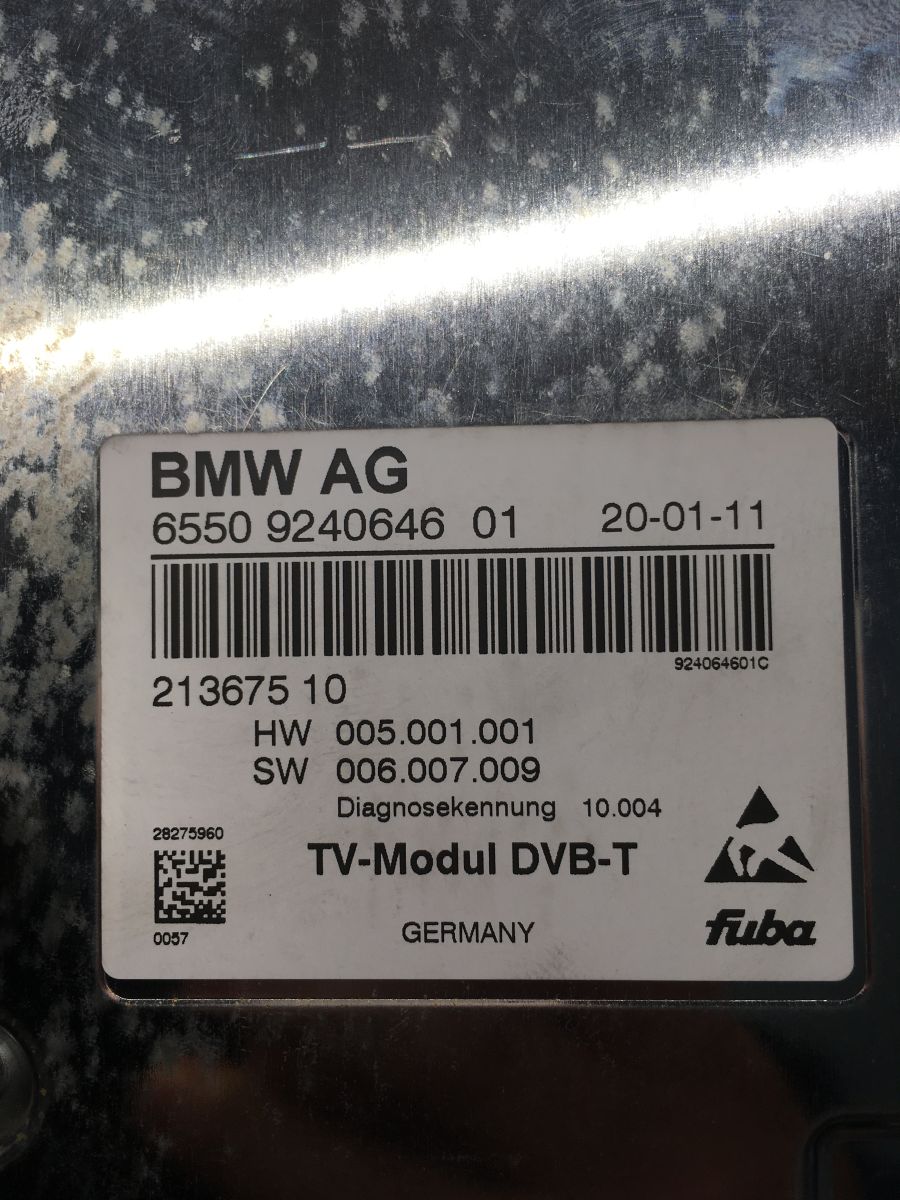 BMW AG
6550 9240646 01 20-01-11
924064601C
213675 10
HW 005.001.001
SW 006.007.009
Diagnosekennung 10.004
28275960
TV-Modul DVB-T
0057
GERMANY
fuba